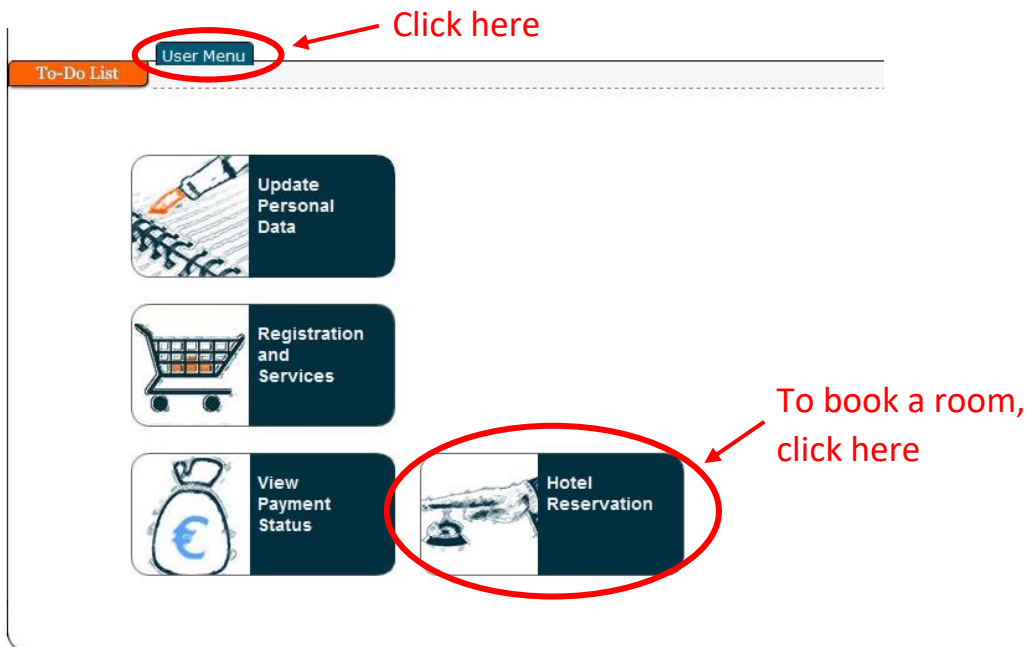 Click here
User Menu
To-Do List
Update
Personal
Data
Registration
and
Services
To book a room,
click here
View
Payment
Status
€
Hotel
Reservation